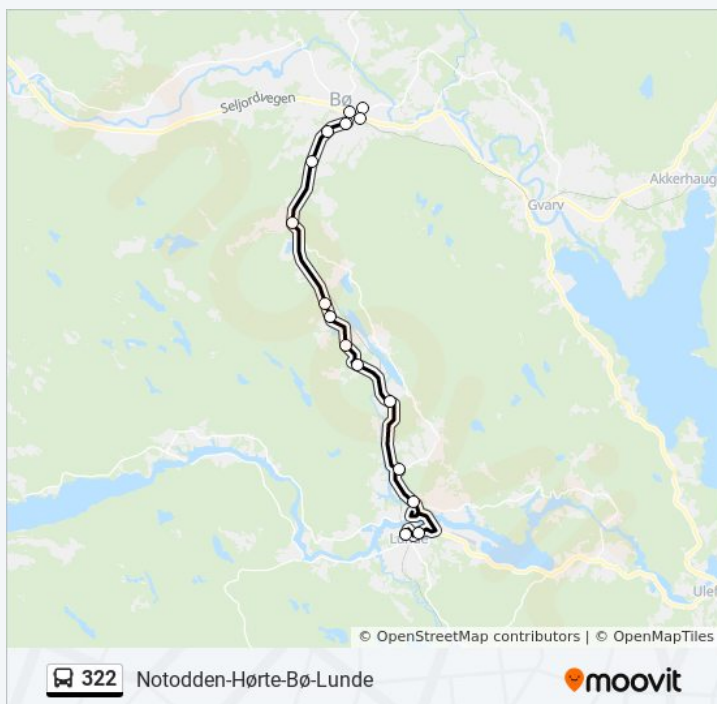 Bø
Seljordvegen
Akkerhaug
Gvarv
Lunde
Ulef
© OpenStreetMap contributors | © OpenMapTiles
322 Notodden-Hørte-Bø-Lunde
moovit